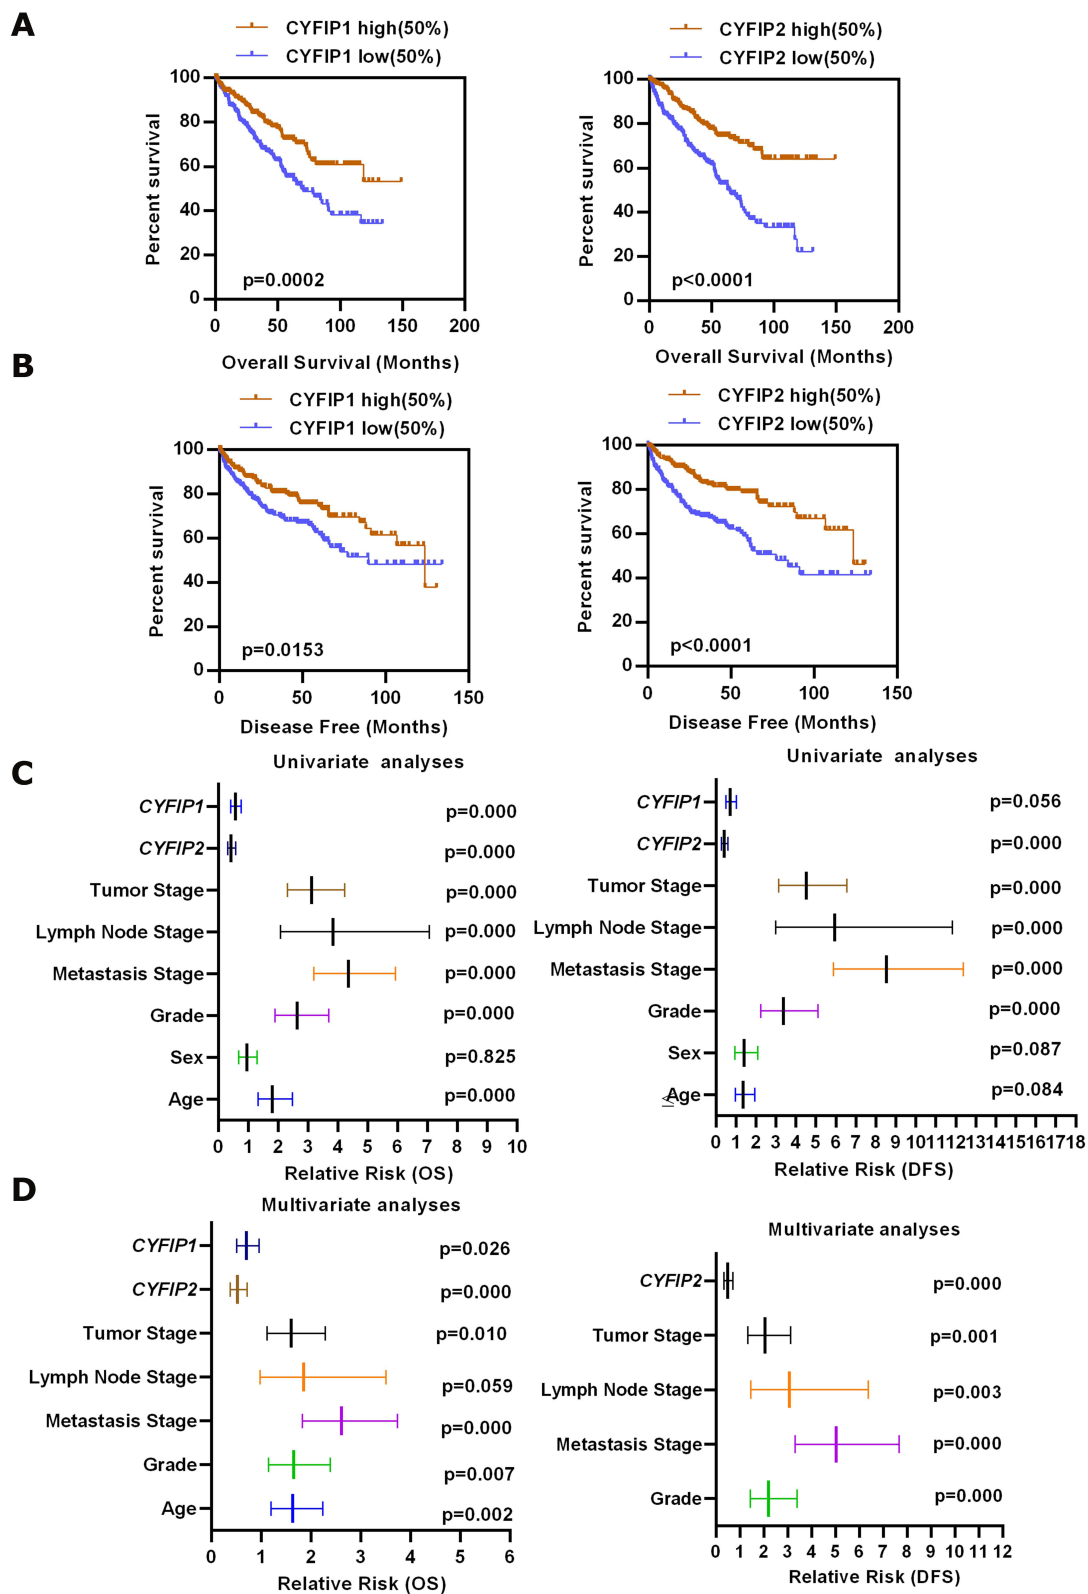 A
CYFIP1 high(50%)
CYFIP1 low(50%)
100
80
60
40
20
0
Percent survival
p=0.0002
0 50 100 150 200
Overall Survival (Months)
CYFIP2 high(50%)
CYFIP2 low(50%)
100
80
60
40
20
0
Percent survival
p<0.0001
0 50 100 150 200
Overall Survival (Months)
B
CYFIP1 high(50%)
CYFIP1 low(50%)
100
80
60
40
20
0
Percent survival
p=0.0153
0 50 100 150
Disease Free (Months)
CYFIP2 high(50%)
CYFIP2 low(50%)
100
80
60
40
20
0
Percent survival
p<0.0001
0 50 100 150
Disease Free (Months)
C
Univariate analyses
CYFIP1 p=0.000
CYFIP2 p=0.000
Tumor Stage p=0.000
Lymph Node Stage p=0.000
Metastasis Stage p=0.000
Grade p=0.000
Sex p=0.825
Age p=0.000
0 1 2 3 4 5 6 7 8 9 10
Relative Risk (OS)
Univariate analyses
CYFIP1 p=0.056
CYFIP2 p=0.000
Tumor Stage p=0.000
Lymph Node Stage p=0.000
Metastasis Stage p=0.000
Grade p=0.000
Sex p=0.087
Age p=0.084
0 1 2 3 4 5 6 7 8 9 10 11 12 13 14 15 16 17 18
Relative Risk (DFS)
D
Multivariate analyses
CYFIP1 p=0.026
CYFIP2 p=0.000
Tumor Stage p=0.010
Lymph Node Stage p=0.059
Metastasis Stage p=0.000
Grade p=0.007
Age p=0.002
0 1 2 3 4 5 6
Relative Risk (OS)
Multivariate analyses
CYFIP2 p=0.000
Tumor Stage p=0.001
Lymph Node Stage p=0.003
Metastasis Stage p=0.000
Grade p=0.000
0 1 2 3 4 5 6 7 8 9 10 11 12
Relative Risk (DFS)